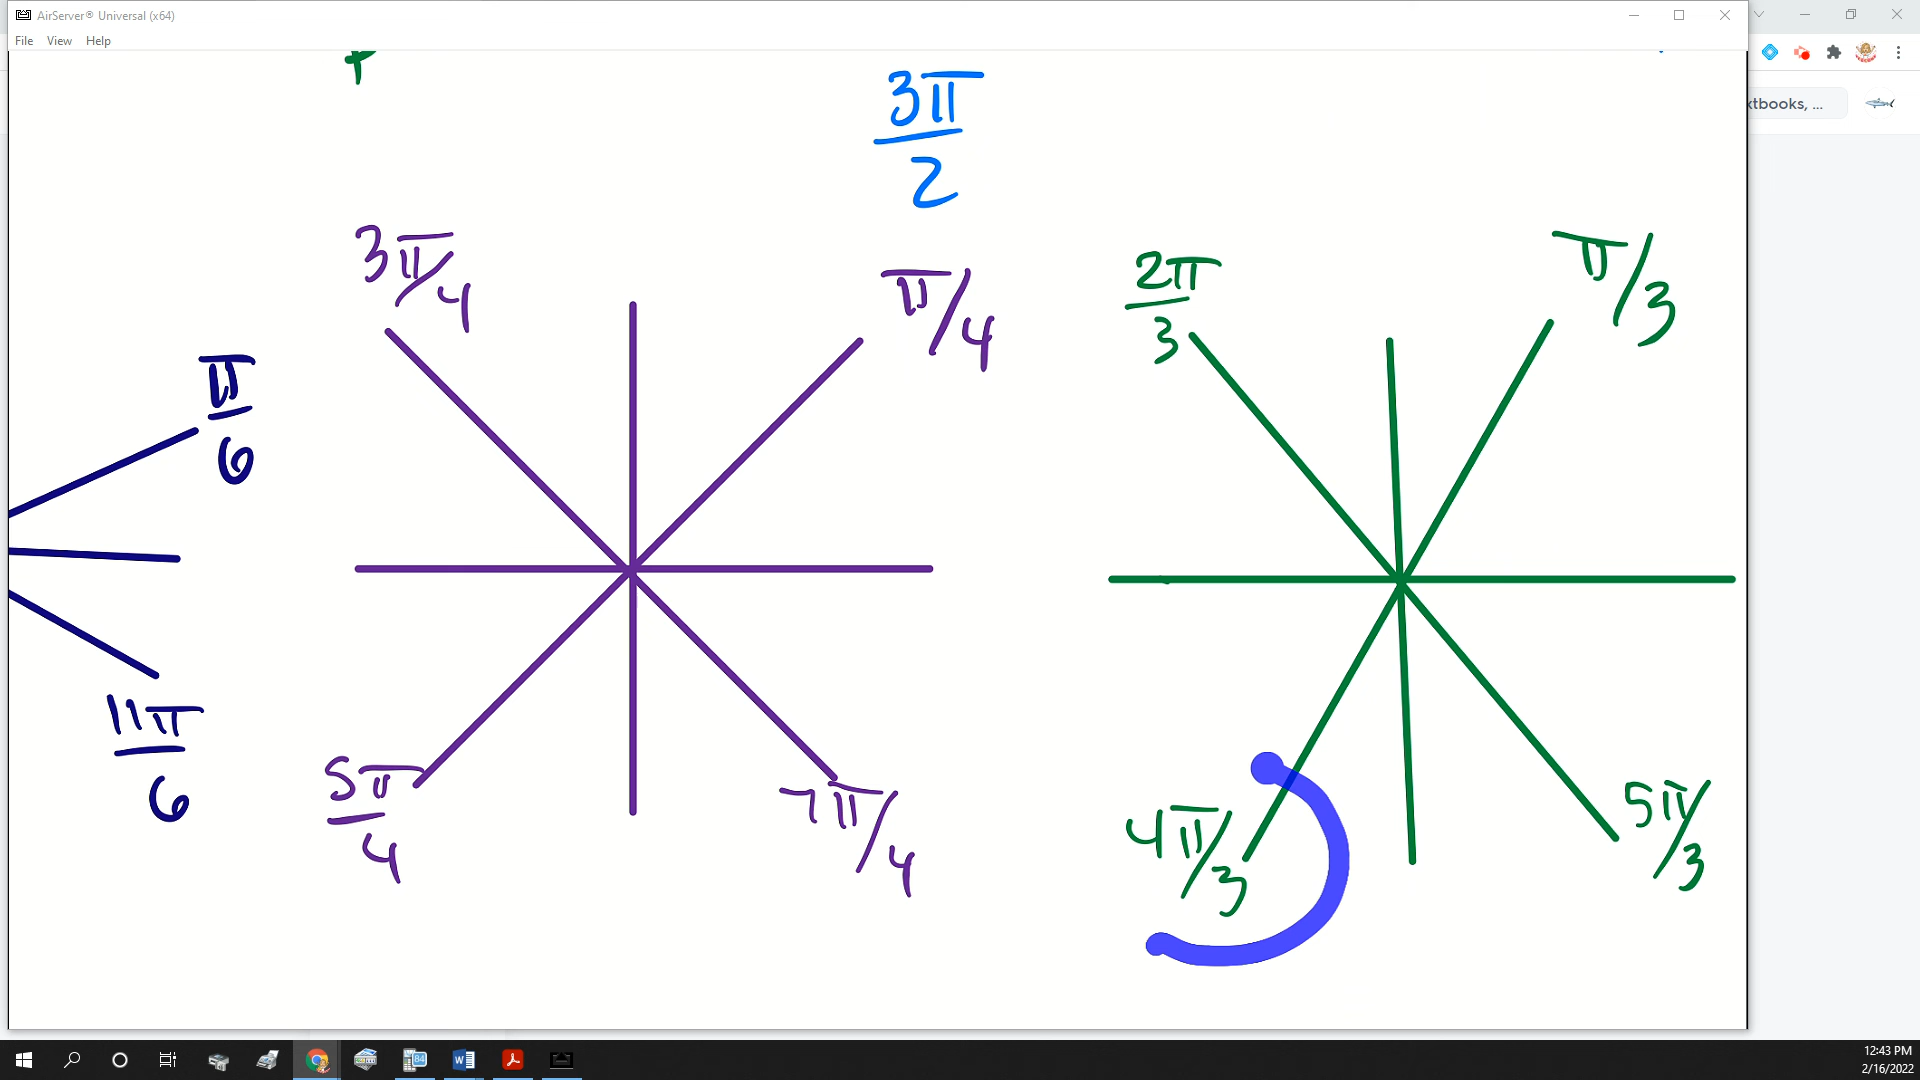 AirServer® Universal (x64)
File View Help
xtbooks, ...
3π
2
3π/4
π/4
2π
3
π/3
π
6
11π
6
5π
4
7π/4
4π/3
5π/3
12:43 PM
2/16/2022